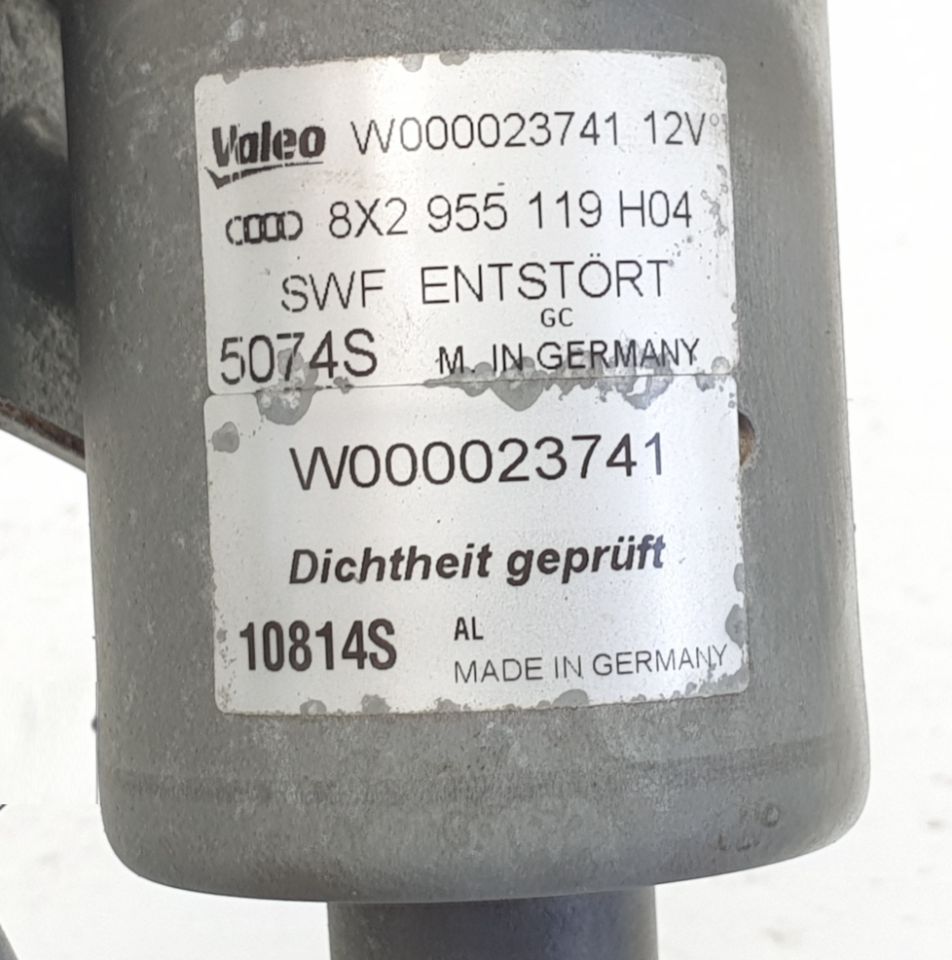 Valeo W000023741 12V
8X2 955 119 H04
SWF ENTSTÖRT
GC
5074S M. IN GERMANY
W000023741
Dichtheit geprüft
10814S AL
MADE IN GERMANY